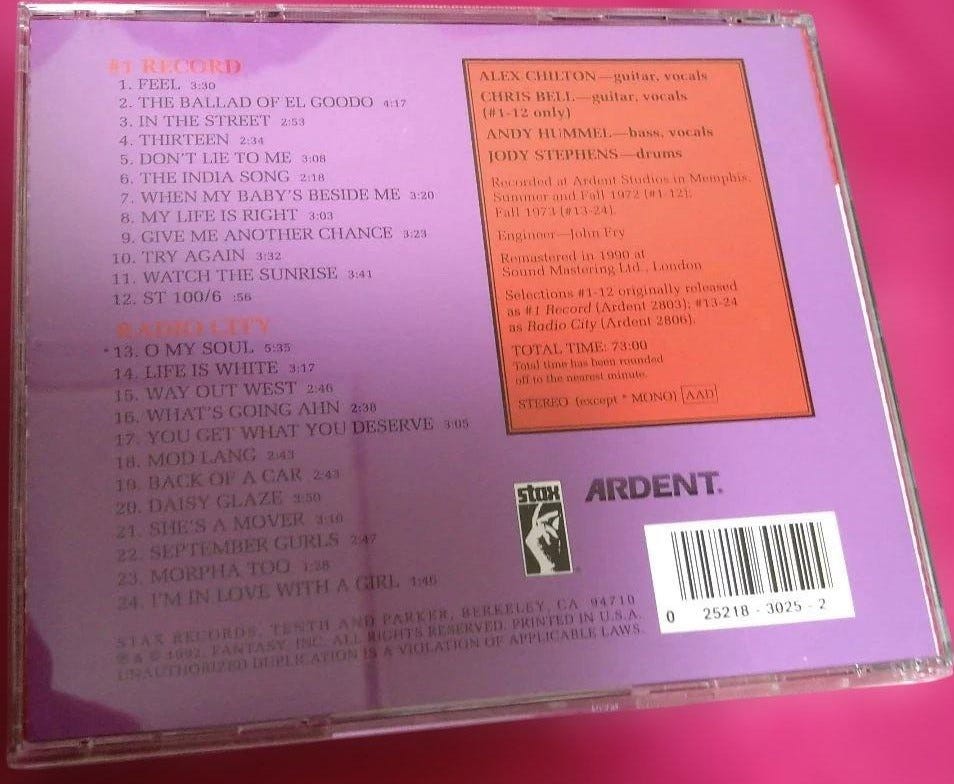 #1 RECORD
1. FEEL 3:30
2. THE BALLAD OF EL GOODO 4:17
3. IN THE STREET 2:53
4. THIRTEEN 2:34
5. DON'T LIE TO ME 3:08
6. THE INDIA SONG 2:18
7. WHEN MY BABY'S BESIDE ME 3:20
8. MY LIFE IS RIGHT 3:03
9. GIVE ME ANOTHER CHANCE 3:23
10. TRY AGAIN 3:32
11. WATCH THE SUNRISE 3:41
12. ST 100/6 :56
RADIO CITY
*13. O MY SOUL 5:35
14. LIFE IS WHITE 3:17
15. WAY OUT WEST 2:46
16. WHAT'S GOING AHN 2:38
17. YOU GET WHAT YOU DESERVE 3:05
18. MOD LANG 2:43
19. BACK OF A CAR 2:43
20. DAISY GLAZE 3:50
21. SHE'S A MOVER 3:10
22. SEPTEMBER GURLS 2:47
23. MORPHA TOO 1:28
24. I'M IN LOVE WITH A GIRL 1:46
STAX RECORDS, TENTH AND PARKER, BERKELEY, CA 94710
℗ & © 1992, FANTASY, INC. ALL RIGHTS RESERVED. PRINTED IN U.S.A.
UNAUTHORIZED DUPLICATION IS A VIOLATION OF APPLICABLE LAWS.
ALEX CHILTON—guitar, vocals
CHRIS BELL—guitar, vocals
(#1-12 only)
ANDY HUMMEL—bass, vocals
JODY STEPHENS—drums
Recorded at Ardent Studios in Memphis,
Summer and Fall 1972 (#1-12);
Fall 1973 (#13-24).
Engineer—John Fry
Remastered in 1990 at
Sound Mastering Ltd., London
Selections #1-12 originally released
as #1 Record (Ardent 2803); #13-24
as Radio City (Ardent 2806).
TOTAL TIME: 73:00
Total time has been rounded
off to the nearest minute.
STEREO (except * MONO) AAD
stax
ARDENT
0 25218-3025-2